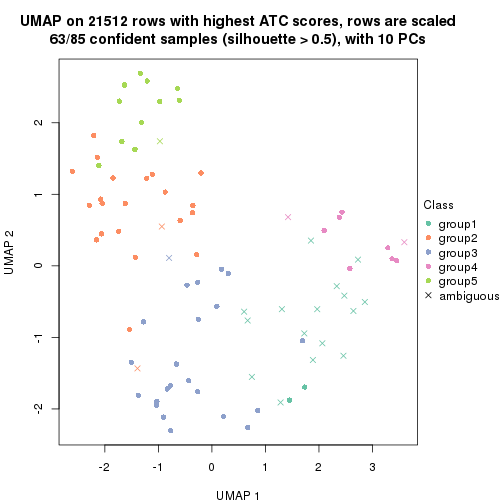 UMAP on 21512 rows with highest ATC scores, rows are scaled
63/85 confident samples (silhouette > 0.5), with 10 PCs
UMAP 2
2
1
0
-1
-2
-2
-1
0
1
2
3
UMAP 1
Class
group1
group2
group3
group4
group5
ambiguous